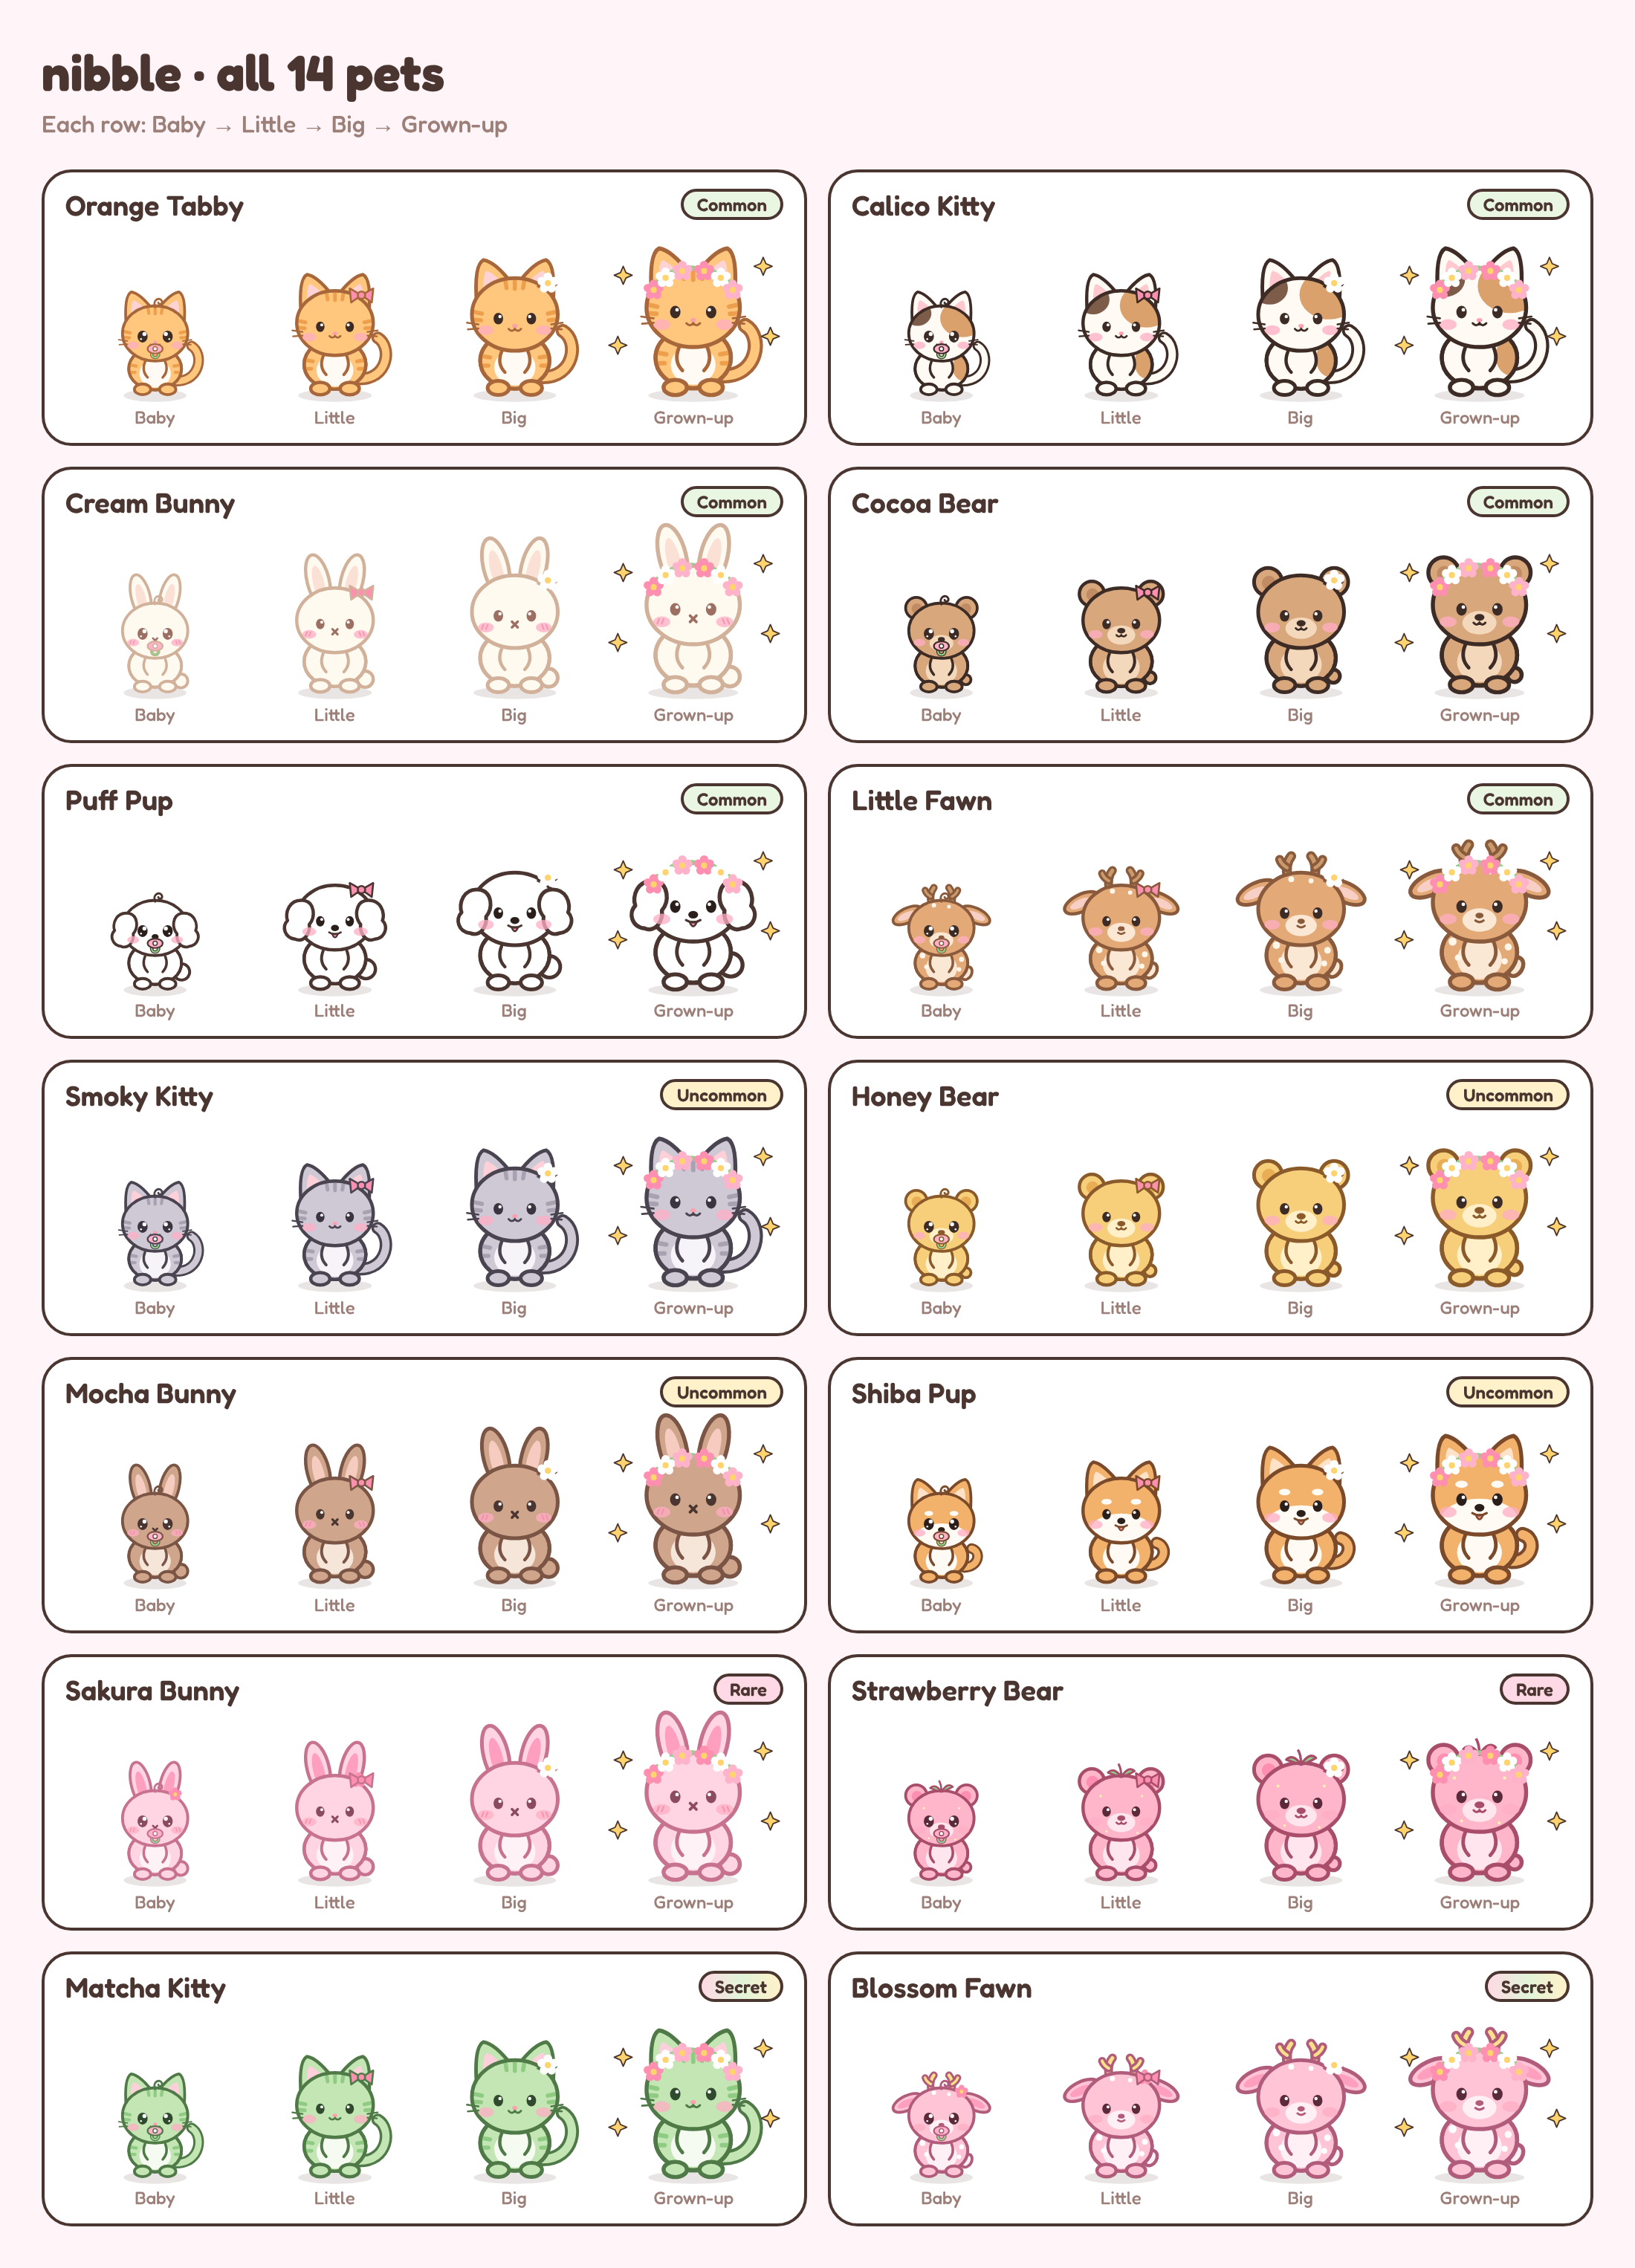 nibble · all 14 pets
Each row: Baby → Little → Big → Grown-up
Orange Tabby
Common
Baby
Little
Big
Grown-up
Calico Kitty
Common
Baby
Little
Big
Grown-up
Cream Bunny
Common
Baby
Little
Big
Grown-up
Cocoa Bear
Common
Baby
Little
Big
Grown-up
Puff Pup
Common
Baby
Little
Big
Grown-up
Little Fawn
Common
Baby
Little
Big
Grown-up
Smoky Kitty
Uncommon
Baby
Little
Big
Grown-up
Honey Bear
Uncommon
Baby
Little
Big
Grown-up
Mocha Bunny
Uncommon
Baby
Little
Big
Grown-up
Shiba Pup
Uncommon
Baby
Little
Big
Grown-up
Sakura Bunny
Rare
Baby
Little
Big
Grown-up
Strawberry Bear
Rare
Baby
Little
Big
Grown-up
Matcha Kitty
Secret
Baby
Little
Big
Grown-up
Blossom Fawn
Secret
Baby
Little
Big
Grown-up